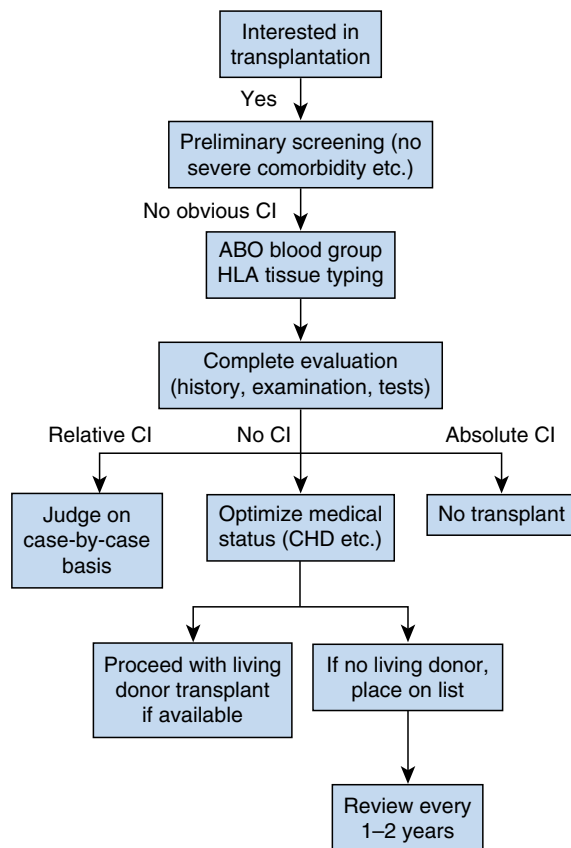 Interested in
transplantation
Yes
Preliminary screening (no
severe comorbidity etc.)
No obvious CI
ABO blood group
HLA tissue typing
Complete evaluation
(history, examination, tests)
Relative CI
No CI
Absolute CI
Judge on
case-by-case
basis
Optimize medical
status (CHD etc.)
No transplant
Proceed with living
donor transplant
if available
If no living donor,
place on list
Review every
1–2 years